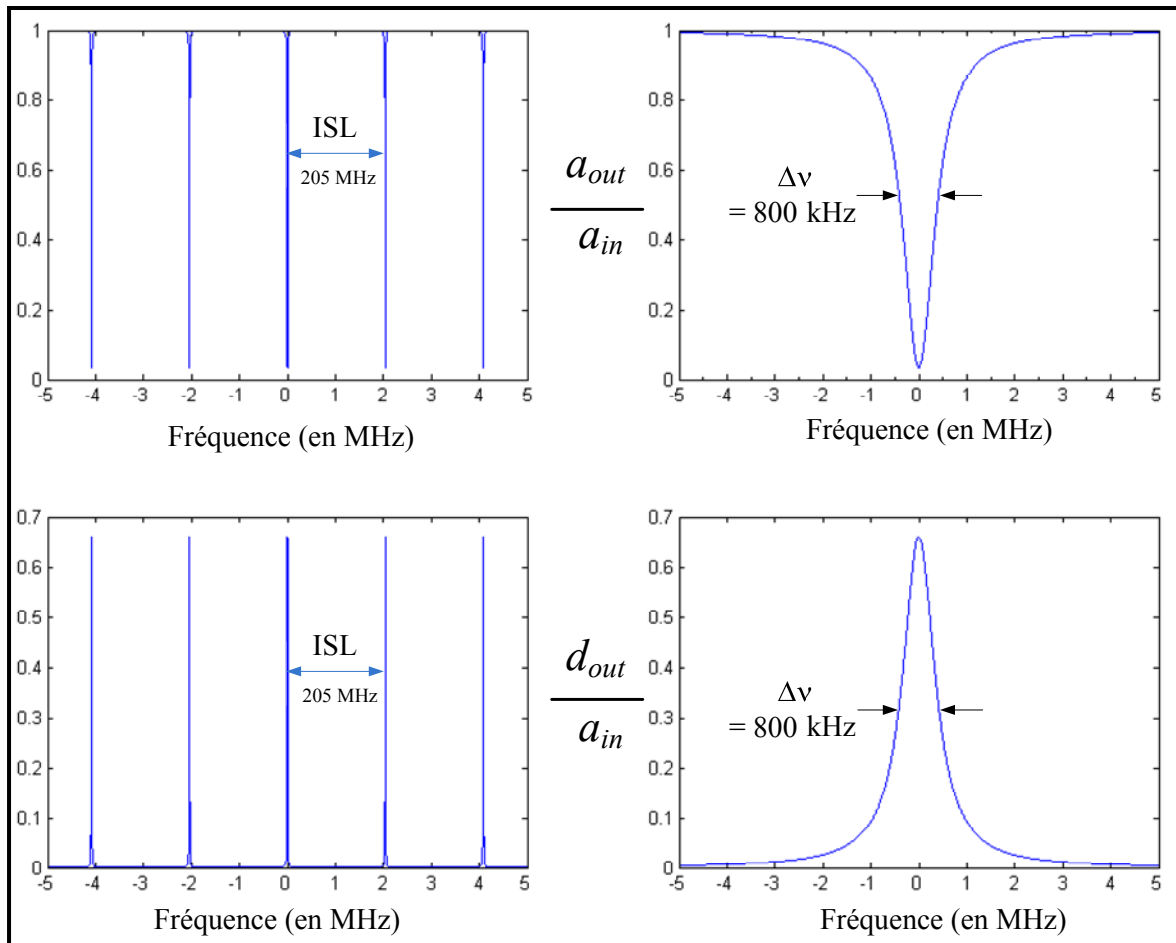 1
0.8
0.6
0.4
0.2
0
-5 -4 -3 -2 -1 0 1 2 3 4 5
ISL
205 MHz
Fréquence (en MHz)
a_out
a_in
1
0.8
0.6
0.4
0.2
0
-5 -4 -3 -2 -1 0 1 2 3 4 5
Δν
= 800 kHz
Fréquence (en MHz)
0.7
0.6
0.5
0.4
0.3
0.2
0.1
0
-5 -4 -3 -2 -1 0 1 2 3 4 5
ISL
205 MHz
Fréquence (en MHz)
d_out
a_in
0.7
0.6
0.5
0.4
0.3
0.2
0.1
0
-5 -4 -3 -2 -1 0 1 2 3 4 5
Δν
= 800 kHz
Fréquence (en MHz)